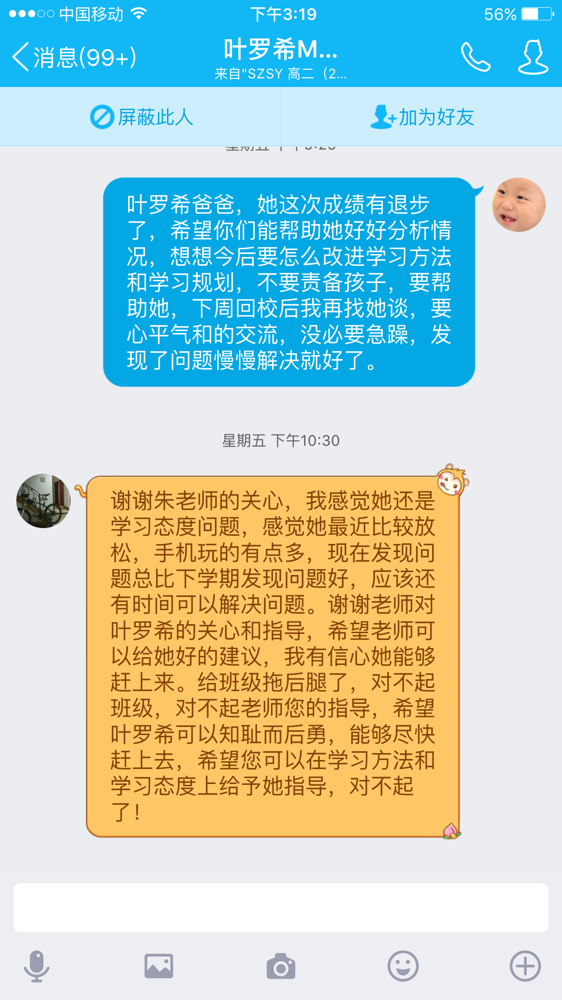 中国移动 下午3:19 56%
消息(99+) 叶罗希M...
来自"SZSY 高二（2...
屏蔽此人 加为好友
叶罗希爸爸，她这次成绩有退步
了，希望你们能帮助她好好分析情
况，想想今后要怎么改进学习方法
和学习规划，不要责备孩子，要帮
助她，下周回校后我再找她谈，要
心平气和的交流，没必要急躁，发
现了问题慢慢解决就好了。
星期五 下午10:30
谢谢朱老师的关心，我感觉她还是
学习态度问题，感觉她最近比较放
松，手机玩的有点多，现在发现问
题总比下学期发现问题好，应该还
有时间可以解决问题。谢谢老师对
叶罗希的关心和指导，希望老师可
以给她好的建议，我有信心她能够
赶上来。给班级拖后腿了，对不起
班级，对不起老师您的指导，希望
叶罗希可以知耻而后勇，能够尽快
赶上去，希望您可以在学习方法和
学习态度上给予她指导，对不起
了！